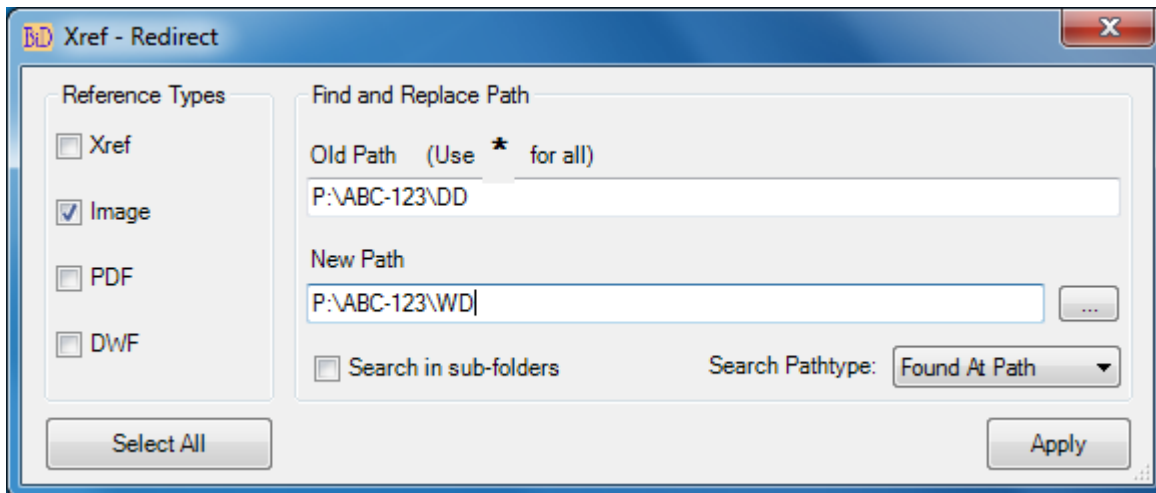 BiD Xref - Redirect
Reference Types
Xref
Image
PDF
DWF
Select All
Find and Replace Path
Old Path (Use * for all)
P:\ABC-123\DD
New Path
P:\ABC-123\WD
...
Search in sub-folders
Search Pathtype: Found At Path
Apply